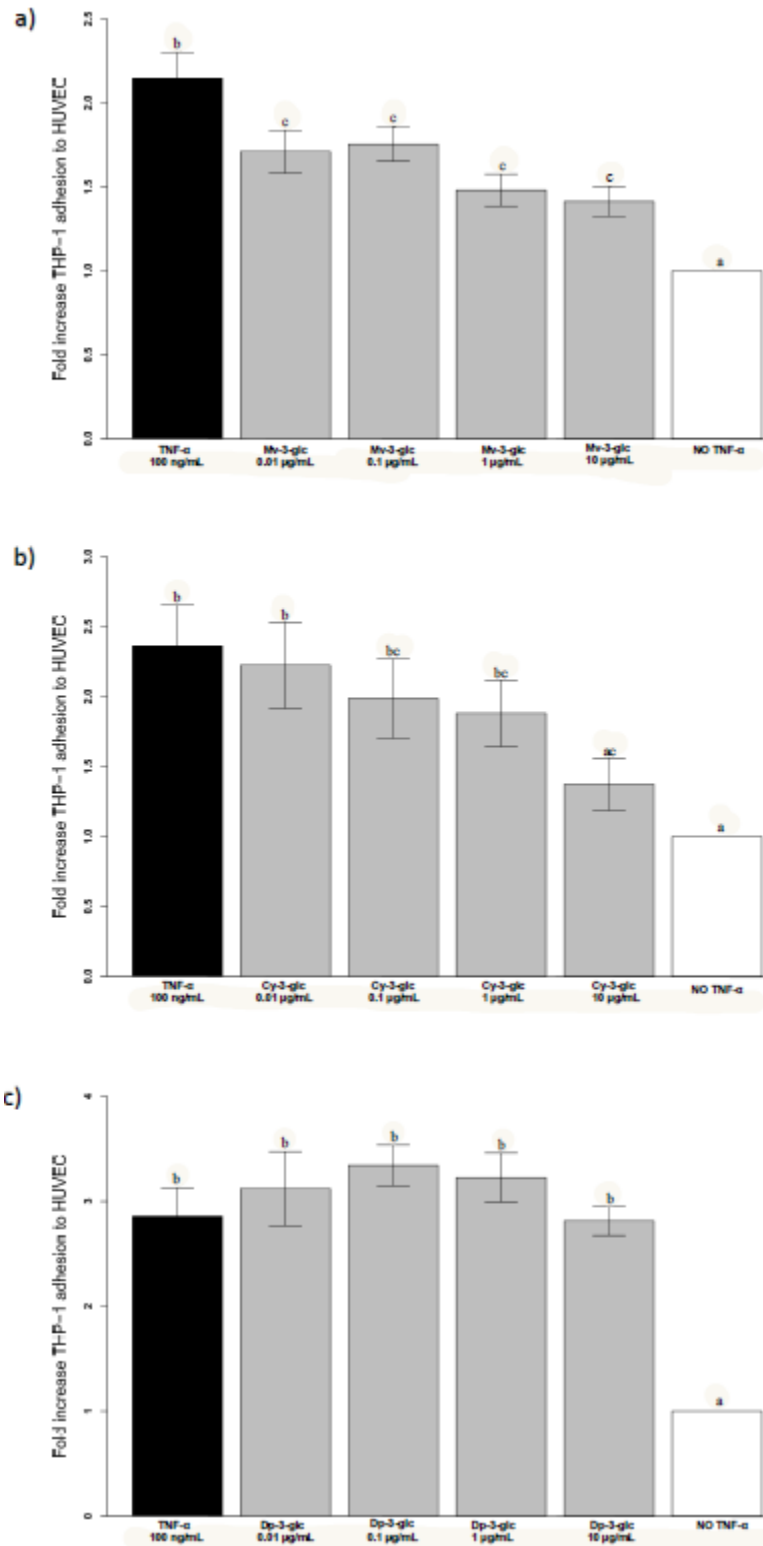 a)
Fold increase THP-1 adhesion to HUVEC
2.5
2.0
1.5
1.0
0.5
0.0
b
c
c
c
c
a
TNF-α
100 ng/mL
Mv-3-glc
0.01 µg/mL
Mv-3-glc
0.1 µg/mL
Mv-3-glc
1 µg/mL
Mv-3-glc
10 µg/mL
NO TNF-α
b)
Fold increase THP-1 adhesion to HUVEC
3.0
2.5
2.0
1.5
1.0
0.5
0.0
b
b
bc
bc
ac
a
TNF-α
100 ng/mL
Cy-3-glc
0.01 µg/mL
Cy-3-glc
0.1 µg/mL
Cy-3-glc
1 µg/mL
Cy-3-glc
10 µg/mL
NO TNF-α
c)
Fold increase THP-1 adhesion to HUVEC
4
3
2
1
0
b
b
b
b
b
a
TNF-α
100 ng/mL
Dp-3-glc
0.01 µg/mL
Dp-3-glc
0.1 µg/mL
Dp-3-glc
1 µg/mL
Dp-3-glc
10 µg/mL
NO TNF-α